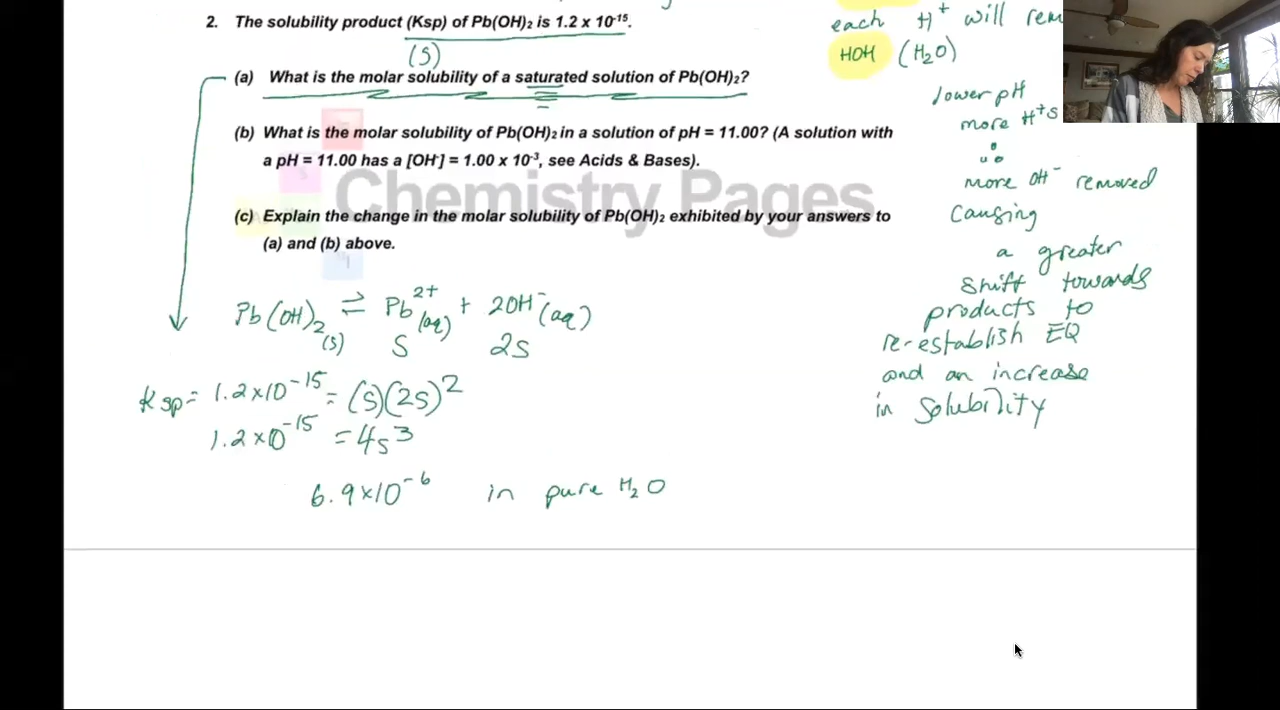 2. The solubility product (Ksp) of Pb(OH)₂ is 1.2 x 10⁻¹⁵.
(S)
(a) What is the molar solubility of a saturated solution of Pb(OH)₂?
(b) What is the molar solubility of Pb(OH)₂ in a solution of pH = 11.00? (A solution with
a pH = 11.00 has a [OH⁻] = 1.00 x 10⁻³, see Acids & Bases).
Chemistry Pages
(c) Explain the change in the molar solubility of Pb(OH)₂ exhibited by your answers to
(a) and (b) above.
Pb(OH)₂(s) ⇌ Pb²⁺(aq) + 2OH⁻(aq)
S 2S
Ksp = 1.2×10⁻¹⁵ = (S)(2S)²
1.2×10⁻¹⁵ = 4S³
6.9×10⁻⁶ in pure H₂O
each H⁺ will
HOH (H₂O)
lower pH
more H⁺s
∴
more OH⁻ removed
causing
a greater
shift towards
products to
re-establish EQ
and an increase
in solubility